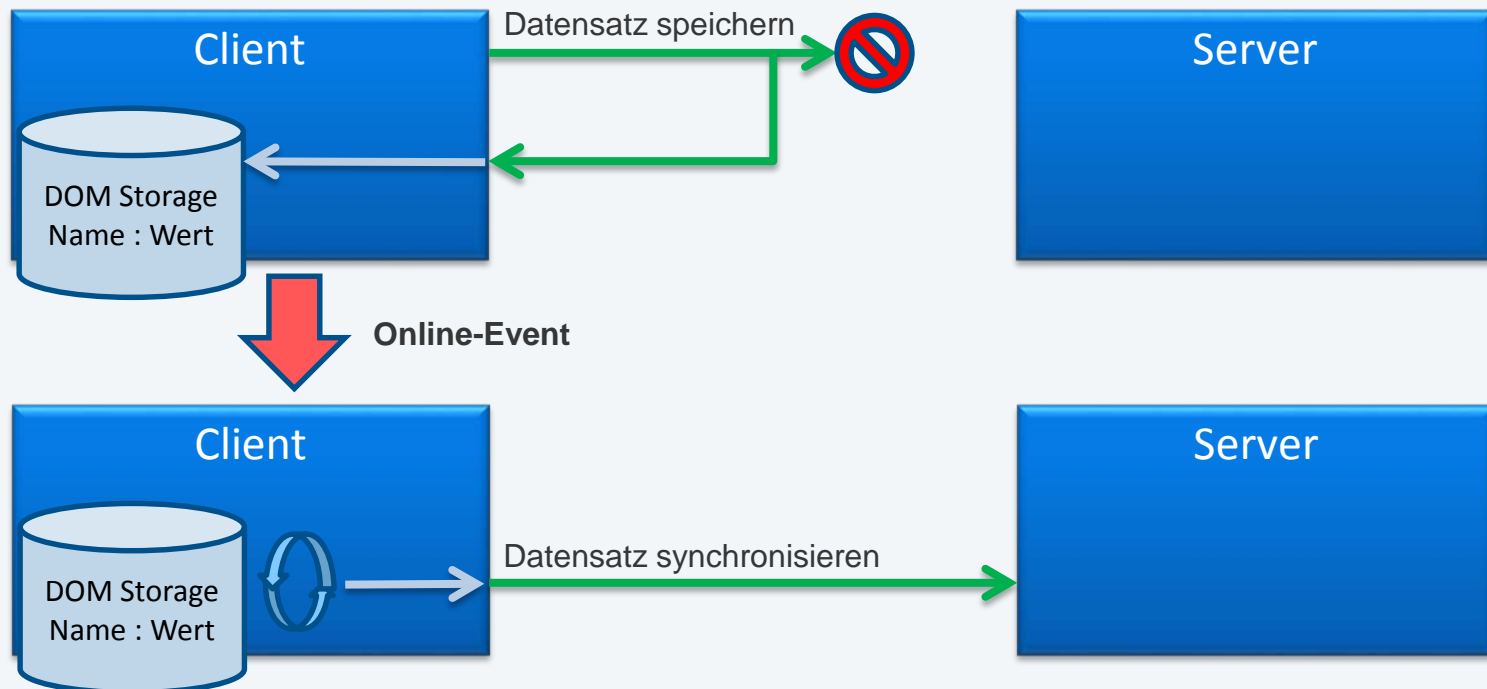 Client
Datensatz speichern
Server
DOM Storage
Name : Wert
Online-Event
Client
Server
Datensatz synchronisieren
DOM Storage
Name : Wert